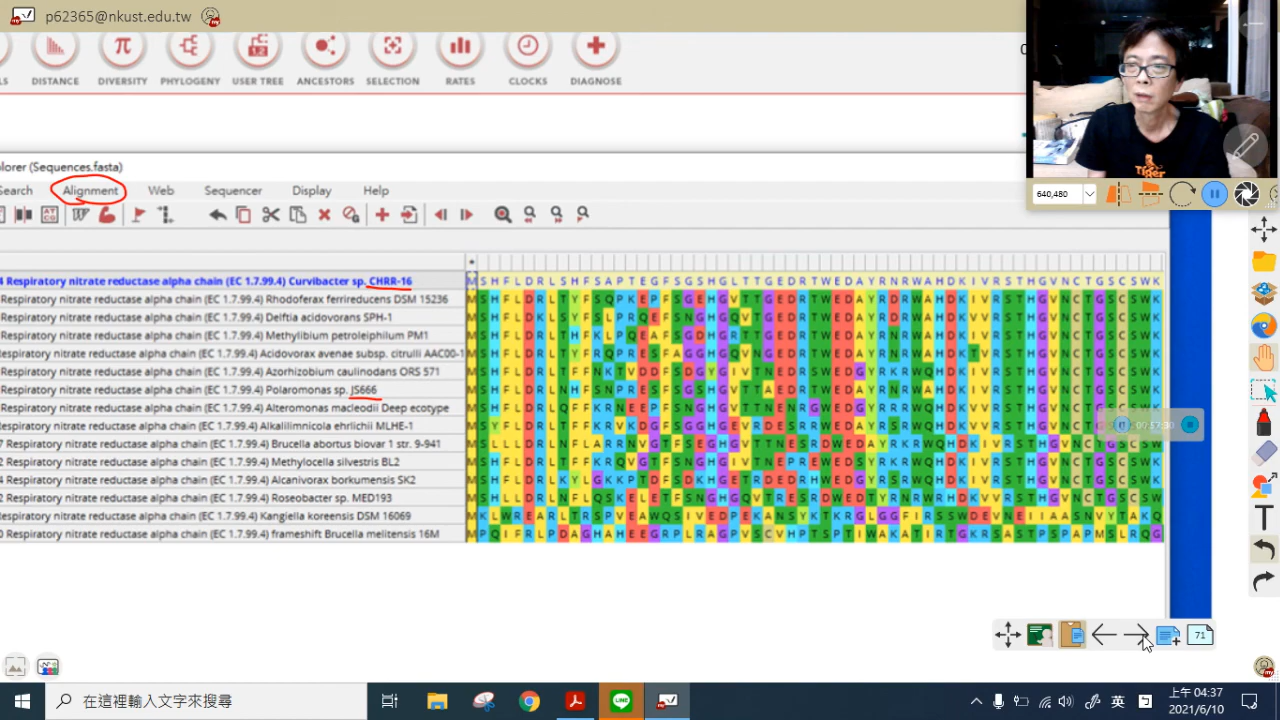 p62365@nkust.edu.tw
DISTANCE DIVERSITY PHYLOGENY USER TREE ANCESTORS SELECTION RATES CLOCKS DIAGNOSE
Tiger
640,480
lorer (Sequences.fasta)
Search Alignment Web Sequencer Display Help
4 Respiratory nitrate reductase alpha chain (EC 1.7.99.4) Curvibacter sp. CHRR-16 M S H F L D R L S H F S A P T E G F S G S H G L T T G E D R T W E D A Y R N R W A H D K I V R S T H G V N C T G S C S W K
Respiratory nitrate reductase alpha chain (EC 1.7.99.4) Rhodoferax ferrireducens DSM 15236 M S H F L D R L T Y F S Q P K E P F S G E H G V T T G E D R T W E D A Y R D R W A H D K I V R S T H G V N C T G S C S W K
Respiratory nitrate reductase alpha chain (EC 1.7.99.4) Delftia acidovorans SPH-1 M S H F L D K L S Y F S L P R Q E F S N G H G Q V T G E D R T W E D A Y R D R W A H D K V V R S T H G V N C T G S C S W K
Respiratory nitrate reductase alpha chain (EC 1.7.99.4) Methylibium petroleiphilum PM1 M S H F L D R L T H F K L P Q E A F S G D H G R T T G E D R T W E D A Y R N R W A H D K V V R S T H G V N C T G S C S W K
Respiratory nitrate reductase alpha chain (EC 1.7.99.4) Acidovorax avenae subsp. citrulli AAC00-1 M S H F L D R L T Y F R Q P R E S F A G G H G Q V N G E D R T W E D A Y R N R W A H D K T V R S T H G V N C T G S C S W K
Respiratory nitrate reductase alpha chain (EC 1.7.99.4) Azorhizobium caulinodans ORS 571 M S H F L D R L T F F N K T V D D F S D G Y G I V T N E D R S W E D G Y R K R W Q H D K I V R S T H G V N C T G S C S W K
Respiratory nitrate reductase alpha chain (EC 1.7.99.4) Polaromonas sp. JS666 M S H F L D R L N H F S N P R E S F S G S H G V T T A E D R T W E D A Y R N R W A H D K I V R S T H G V N C T G S C S W K
Respiratory nitrate reductase alpha chain (EC 1.7.99.4) Alteromonas macleodii Deep ecotype M S H F L D R L Q F F K R N E E P F S N G H G V T T N E N R G W E D G Y R R R W Q H D K V V R S T H G V N C T G S C S W K
Respiratory nitrate reductase alpha chain (EC 1.7.99.4) Alkalilimnicola ehrlichii MLHE-1 M S Y F L D R L Q F F K R V K D G F S G G H G E V R D E S R R W E D S Y R R R W Q H D K V V R S T H G V N C T G S C S W K
7 Respiratory nitrate reductase alpha chain (EC 1.7.99.4) Brucella abortus biovar 1 str. 9-941 M S L L L D R L N F L A R R N V G T F S E G H G V T T N E S R D W E D A Y R K R W Q H D K I V R S T H G V N C T G S C S W
2 Respiratory nitrate reductase alpha chain (EC 1.7.99.4) Methylocella silvestris BL2 M S H F L D R L T F F K R Q V G T F S N G H G I V T N E P R E W E D S Y R K R W Q H D K I V R S T H G V N C T G S C S W K
4 Respiratory nitrate reductase alpha chain (EC 1.7.99.4) Alcanivorax borkumensis SK2 M S H F L D R L K Y L G K K P T D F S D K H G E T R D E D R H W E D G Y R K R W Q H D K V V R S T H G V N C T G S C S W K
2 Respiratory nitrate reductase alpha chain (EC 1.7.99.4) Roseobacter sp. MED193 M S H L L D R L N F L Q S K E L E T F S N G H G Q V T R E S R D W E D T Y R N R W R H D K V V R S T H G V N C T G S C S W
Respiratory nitrate reductase alpha chain (EC 1.7.99.4) Kangiella koreensis DSM 16069 M K L W R E A R L T R S P V E A W Q S I V E D P E K A N S Y K T K R G L G G F I R S S W D E V N E I I A A S N V Y T A K Q
0 Respiratory nitrate reductase alpha chain (EC 1.7.99.4) frameshift Brucella melitensis 16M M P Q I F R L P D A G H A H E E G R P L R A G P V S C V H P T S P T I W A K A T I R T G K R S A S T P S P A P M S L R Q G
00:57:30
71
在這裡輸入文字來搜尋
英
上午 04:37
2021/6/10